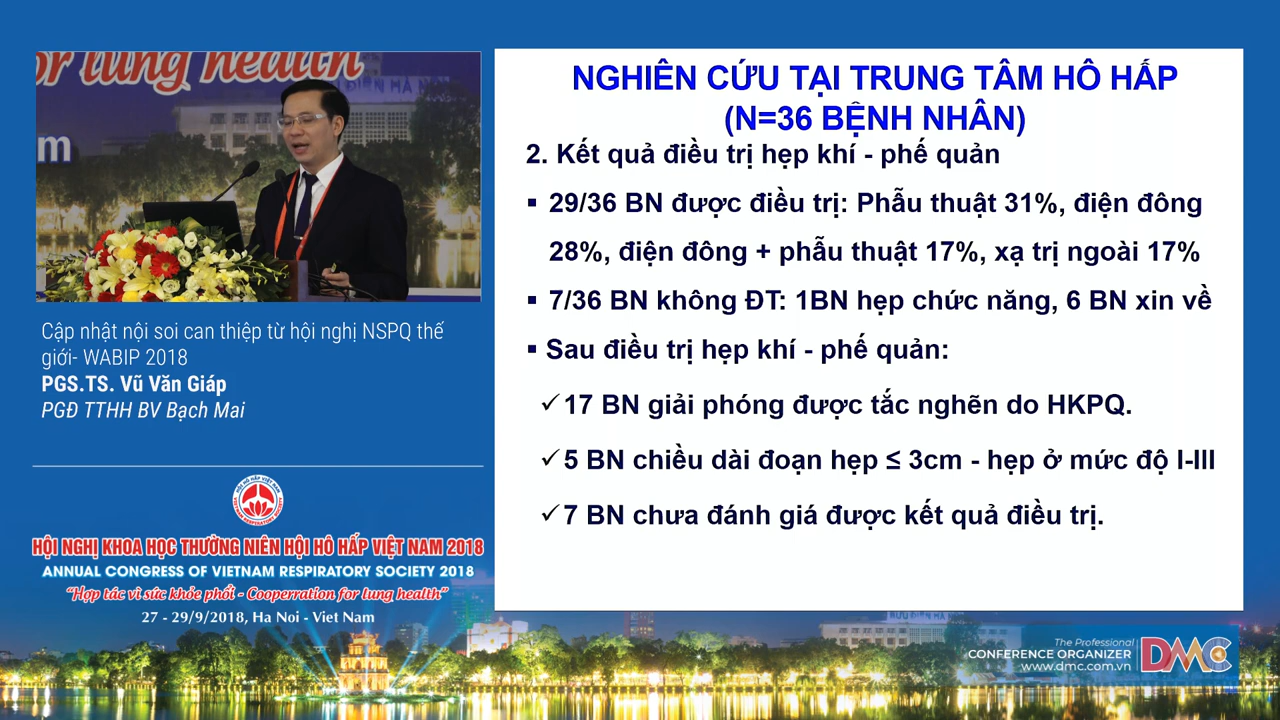 or lung health
m
Cập nhật nội soi can thiệp từ hội nghị NSPQ thế
giới- WABIP 2018
PGS.TS. Vũ Văn Giáp
PGĐ TTHH BV Bạch Mai
HỘI NGHỊ KHOA HỌC THƯỜNG NIÊN HỘI HÔ HẤP VIỆT NAM 2018
ANNUAL CONGRESS OF VIETNAM RESPIRATORY SOCIETY 2018
"Hợp tác vì sức khỏe phổi - Cooperration for lung health"
27 - 29/9/2018, Ha Noi - Viet Nam
NGHIÊN CỨU TẠI TRUNG TÂM HÔ HẤP
(N=36 BỆNH NHÂN)
2. Kết quả điều trị hẹp khí - phế quản
▪ 29/36 BN được điều trị: Phẫu thuật 31%, điện đông
28%, điện đông + phẫu thuật 17%, xạ trị ngoài 17%
▪ 7/36 BN không ĐT: 1BN hẹp chức năng, 6 BN xin về
▪ Sau điều trị hẹp khí - phế quản:
✓ 17 BN giải phóng được tắc nghẽn do HKPQ.
✓ 5 BN chiều dài đoạn hẹp ≤ 3cm - hẹp ở mức độ I-III
✓ 7 BN chưa đánh giá được kết quả điều trị.
The Professional
CONFERENCE ORGANIZER
www.dmc.com.vn
DMC